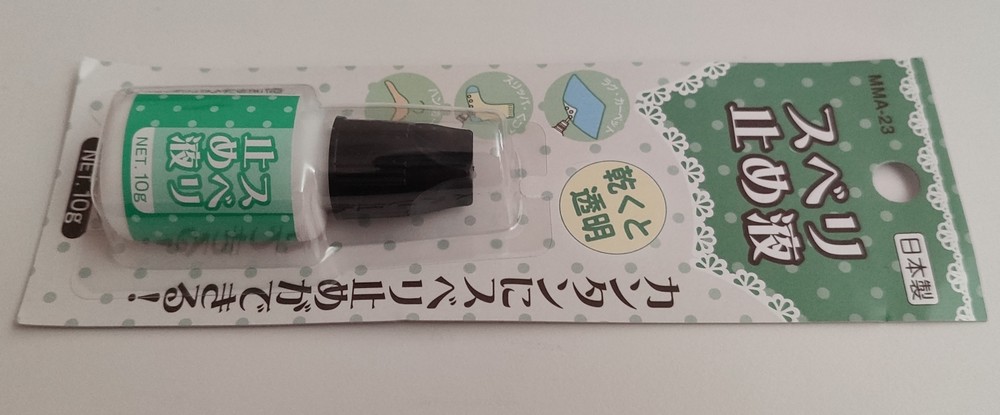 MMA-23
日本製
スベリ
止め液
乾くと
透明
カンタンにスベリ止めができる!
スベリ
止め液
NET. 10g
NET. 10g